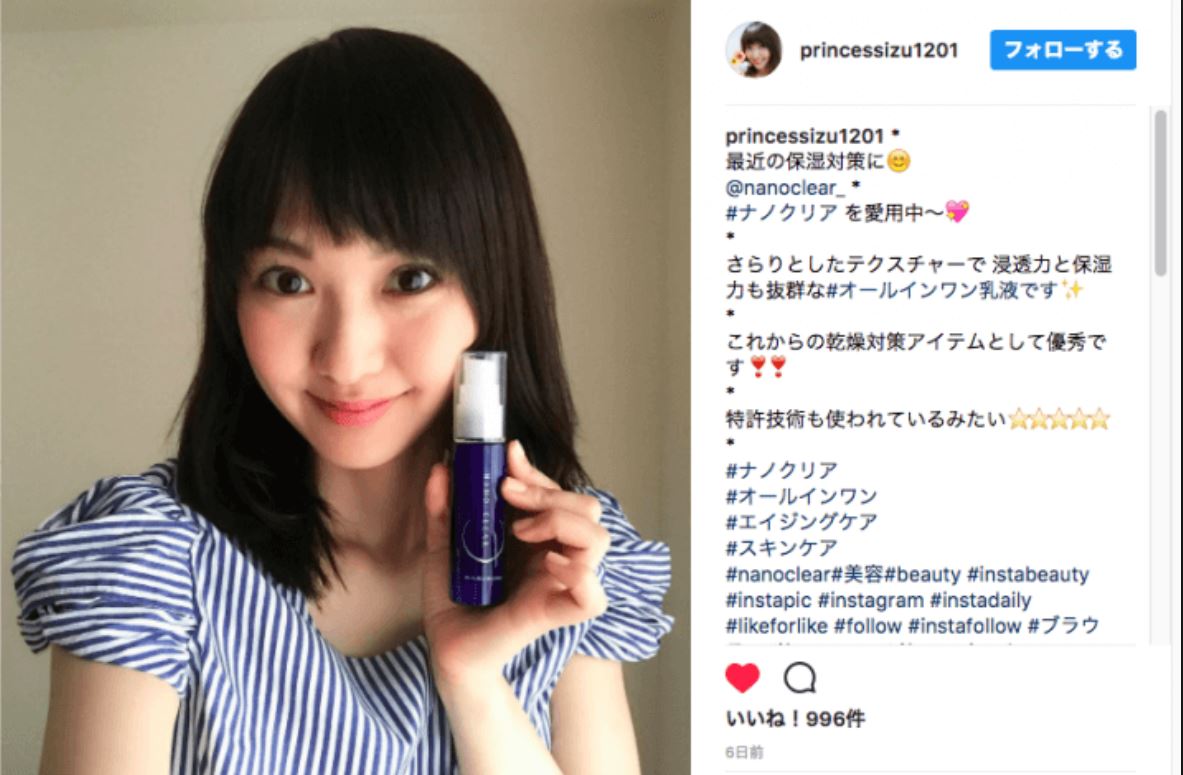 princessizu1201
フォローする
princessizu1201 *
最近の保湿対策に😊
@nanoclear_ *
#ナノクリア を愛用中〜💖
*
さらりとしたテクスチャーで 浸透力と保湿
力も抜群な#オールインワン乳液です✨
*
これからの乾燥対策アイテムとして優秀で
す❣️❣️
*
特許技術も使われているみたい⭐⭐⭐⭐⭐
*
#ナノクリア
#オールインワン
#エイジングケア
#スキンケア
#nanoclear#美容#beauty #instabeauty
#instapic #instagram #instadaily
#likeforlike #follow #instafollow #ブラウ
いいね！996件
6日前
NANO CLEAR